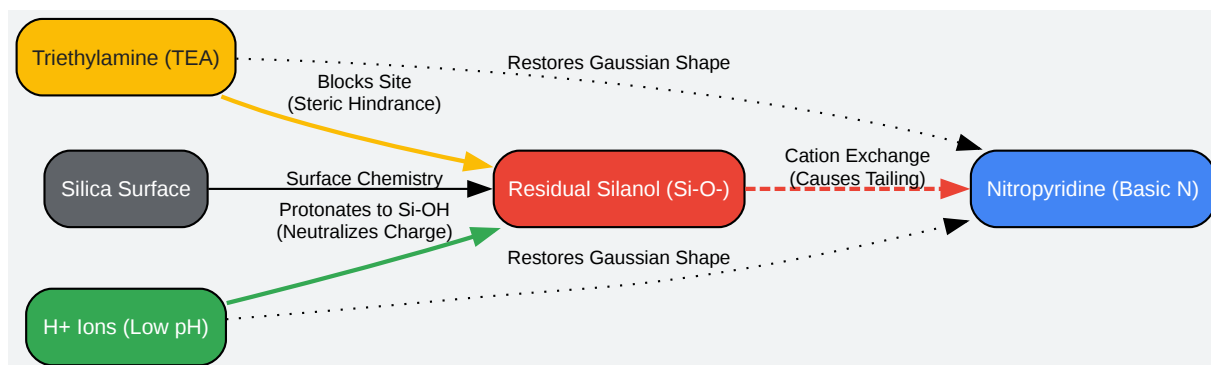 Triethylamine (TEA)
Restores Gaussian Shape
Blocks Site
(Steric Hindrance)
Silica Surface
Surface Chemistry
Residual Silanol (Si-O-)
Cation Exchange
(Causes Tailing)
Nitropyridine (Basic N)
Protonates to Si-OH
(Neutralizes Charge)
Restores Gaussian Shape
H+ Ions (Low pH)